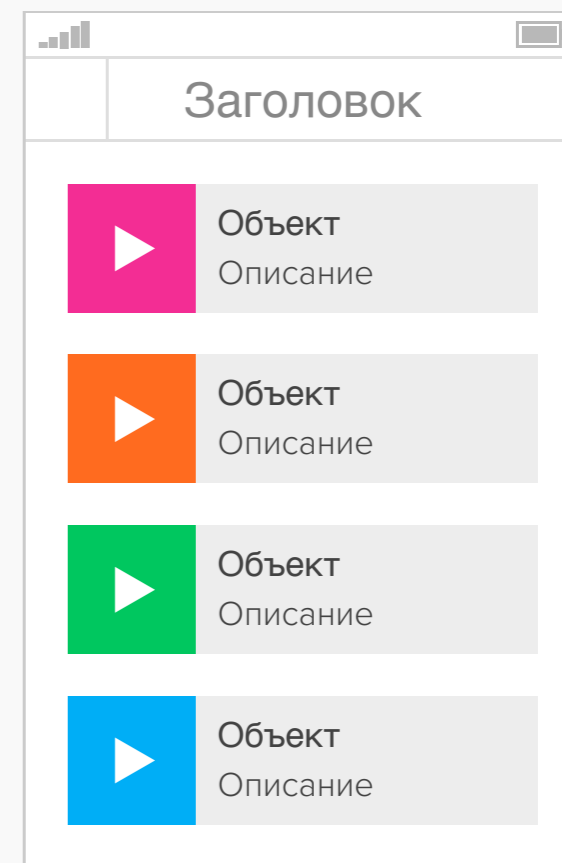 Заголовок
Объект
Описание
Объект
Описание
Объект
Описание
Объект
Описание